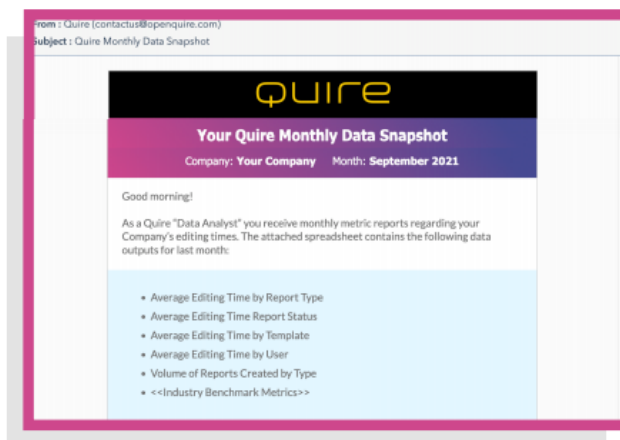 From : Quire (contactus@openquire.com)
Subject : Quire Monthly Data Snapshot
QUIRE
Your Quire Monthly Data Snapshot
Company: Your Company Month: September 2021
Good morning!
As a Quire "Data Analyst" you receive monthly metric reports regarding your
Company's editing times. The attached spreadsheet contains the following data
outputs for last month:
• Average Editing Time by Report Type
• Average Editing Time Report Status
• Average Editing Time by Template
• Average Editing Time by User
• Volume of Reports Created by Type
• <<Industry Benchmark Metrics>>